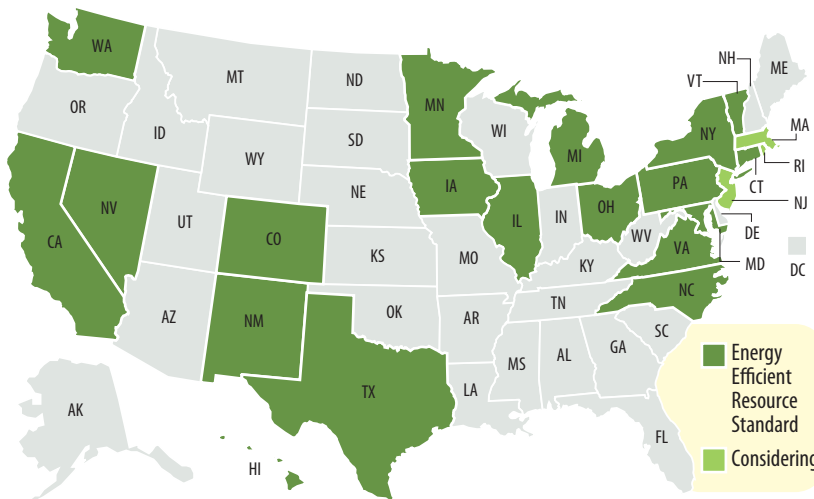 WA
MT
ND
OR
ID
SD
WY
MN
WI
MI
NH
ME
VT
NY
MA
RI
CT
NJ
PA
DE
MD
DC
NV
CA
UT
CO
NE
IA
IL
IN
OH
WV
VA
KS
MO
KY
NC
AZ
NM
OK
AR
TN
SC
TX
LA
MS
AL
GA
FL
AK
HI
Energy
Efficient
Resource
Standard
Considering